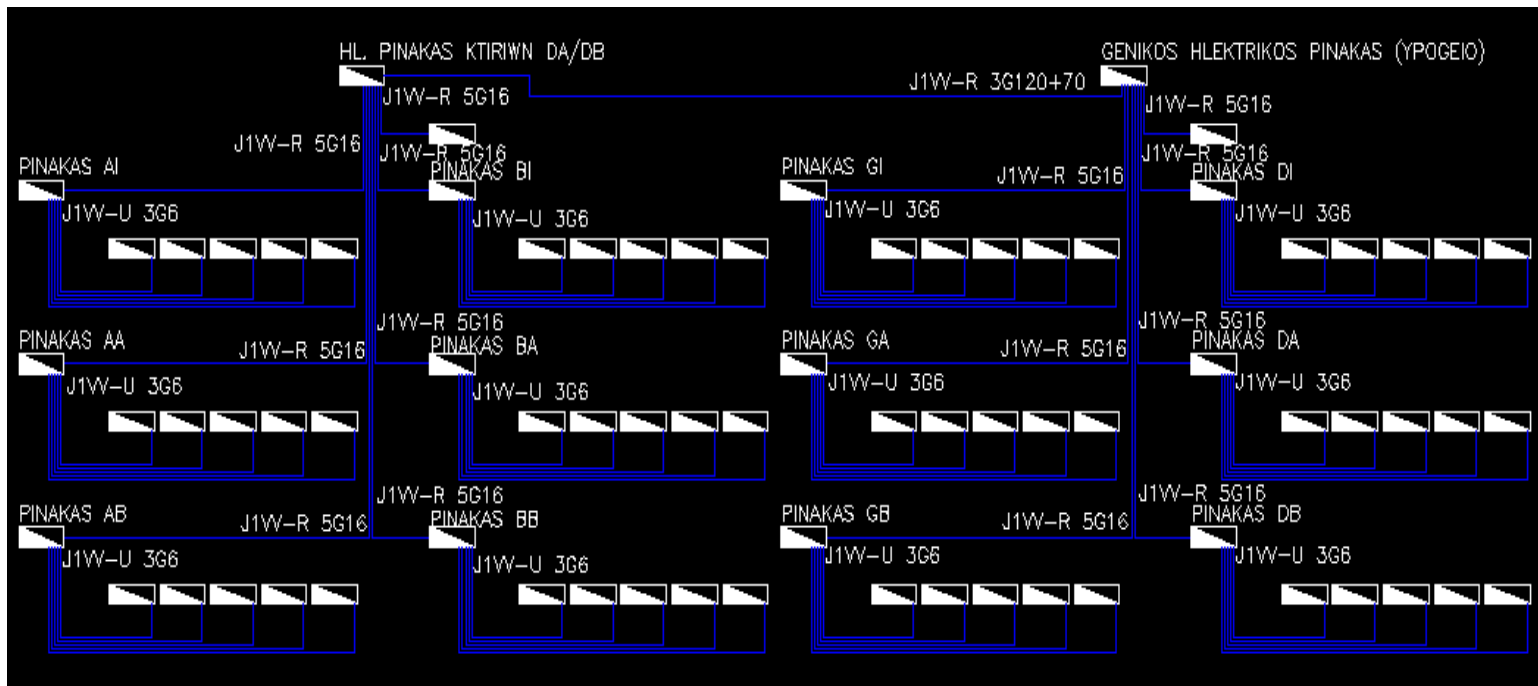 HL. PINAKAS KTIRIWN DA/DB
GENIKOS HLEKTRIKOS PINAKAS (YPOGEIO)
J1VV-R 3G120+70
J1VV-R 5G16
J1VV-R 5G16
J1VV-R 5G16
J1VV-R 5G16
J1VV-R 5G16
J1VV-R 5G16
PINAKAS AI
PINAKAS BI
PINAKAS GI
J1VV-R 5G16
PINAKAS DI
J1VV-U 3G6
J1VV-U 3G6
J1VV-U 3G6
J1VV-U 3G6
J1VV-R 5G16
J1VV-R 5G16
PINAKAS AA
J1VV-R 5G16
PINAKAS BA
PINAKAS GA
J1VV-R 5G16
PINAKAS DA
J1VV-U 3G6
J1VV-U 3G6
J1VV-U 3G6
J1VV-U 3G6
J1VV-R 5G16
J1VV-R 5G16
PINAKAS AB
J1VV-R 5G16
PINAKAS BB
PINAKAS GB
J1VV-R 5G16
PINAKAS DB
J1VV-U 3G6
J1VV-U 3G6
J1VV-U 3G6
J1VV-U 3G6